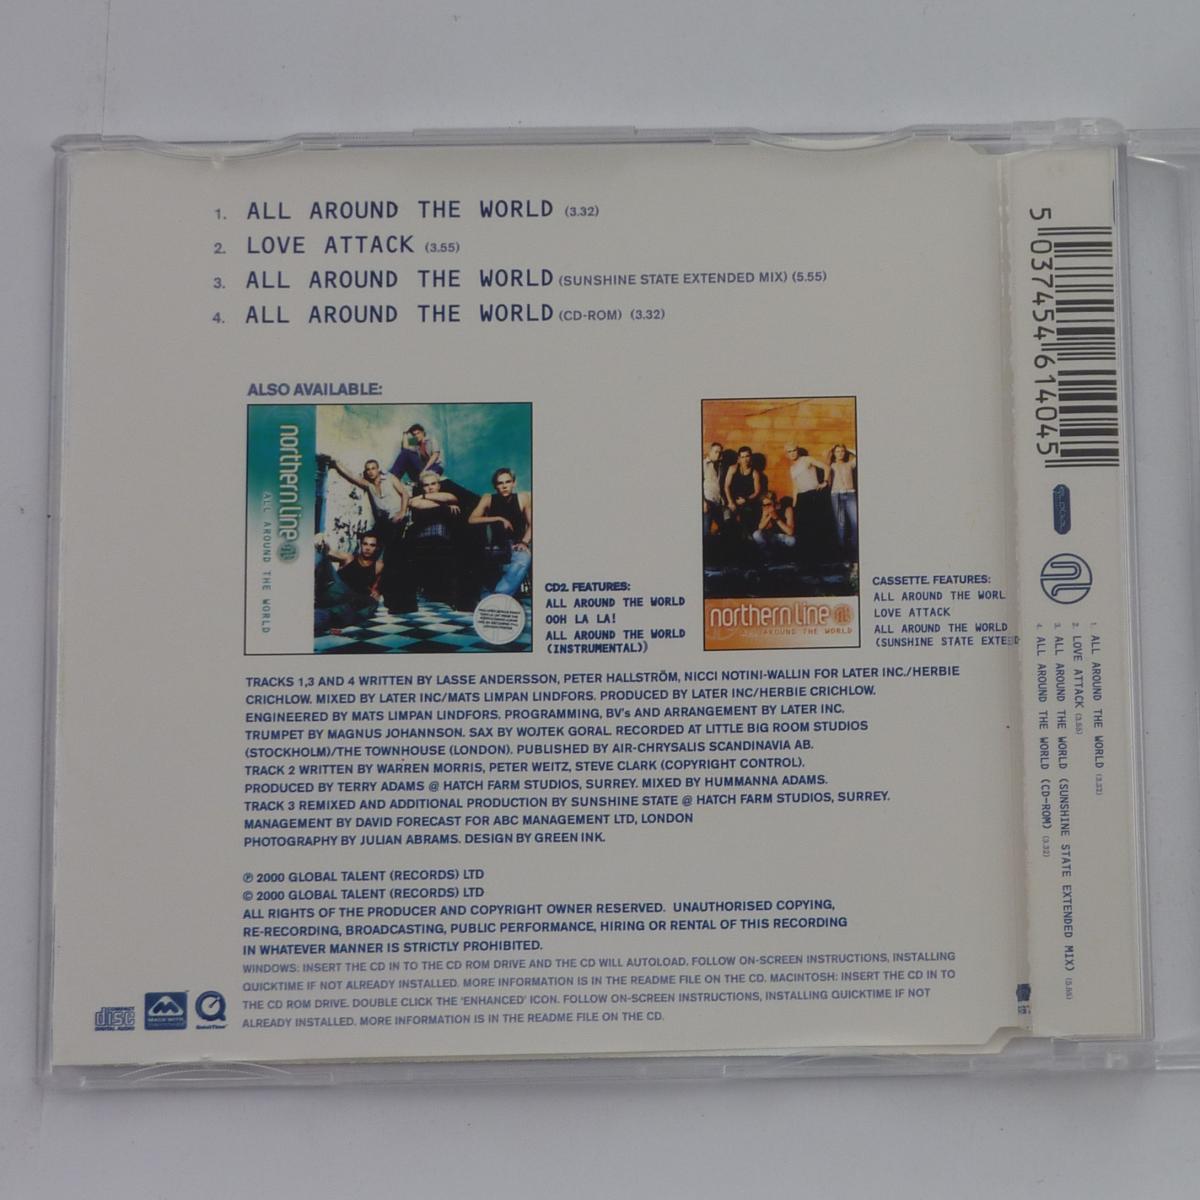 1. ALL AROUND THE WORLD (3.32)
2. LOVE ATTACK (3.55)
3. ALL AROUND THE WORLD (SUNSHINE STATE EXTENDED MIX) (5.55)
4. ALL AROUND THE WORLD (CD-ROM) (3.32)
ALSO AVAILABLE:
northern line
ALL AROUND THE WORLD
CD2. FEATURES:
ALL AROUND THE WORLD
OOH LA LA!
ALL AROUND THE WORLD
(INSTRUMENTAL))
northern line
ALL AROUND THE WORLD
CASSETTE. FEATURES:
ALL AROUND THE WORL
LOVE ATTACK
ALL AROUND THE WORLD
(SUNSHINE STATE EXTED
TRACKS 1,3 AND 4 WRITTEN BY LASSE ANDERSSON, PETER HALLSTRÖM, NICCI NOTINI-WALLIN FOR LATER INC./HERBIE
CRICHLOW. MIXED BY LATER INC/MATS LIMPAN LINDFORS. PRODUCED BY LATER INC/HERBIE CRICHLOW.
ENGINEERED BY MATS LIMPAN LINDFORS. PROGRAMMING, BV's AND ARRANGEMENT BY LATER INC.
TRUMPET BY MAGNUS JOHANNSON. SAX BY WOJTEK GORAL. RECORDED AT LITTLE BIG ROOM STUDIOS
(STOCKHOLM)/THE TOWNHOUSE (LONDON). PUBLISHED BY AIR-CHRYSALIS SCANDINAVIA AB.
TRACK 2 WRITTEN BY WARREN MORRIS, PETER WEITZ, STEVE CLARK (COPYRIGHT CONTROL).
PRODUCED BY TERRY ADAMS @ HATCH FARM STUDIOS, SURREY. MIXED BY HUMMANNA ADAMS.
TRACK 3 REMIXED AND ADDITIONAL PRODUCTION BY SUNSHINE STATE @ HATCH FARM STUDIOS, SURREY.
MANAGEMENT BY DAVID FORECAST FOR ABC MANAGEMENT LTD, LONDON
PHOTOGRAPHY BY JULIAN ABRAMS. DESIGN BY GREEN INK.
℗ 2000 GLOBAL TALENT (RECORDS) LTD
© 2000 GLOBAL TALENT (RECORDS) LTD
ALL RIGHTS OF THE PRODUCER AND COPYRIGHT OWNER RESERVED. UNAUTHORISED COPYING,
RE-RECORDING, BROADCASTING, PUBLIC PERFORMANCE, HIRING OR RENTAL OF THIS RECORDING
IN WHATEVER MANNER IS STRICTLY PROHIBITED.
WINDOWS: INSERT THE CD IN TO THE CD ROM DRIVE AND THE CD WILL AUTOLOAD. FOLLOW ON-SCREEN INSTRUCTIONS, INSTALLING
QUICKTIME IF NOT ALREADY INSTALLED. MORE INFORMATION IS IN THE README FILE ON THE CD. MACINTOSH: INSERT THE CD IN TO
THE CD ROM DRIVE. DOUBLE CLICK THE 'ENHANCED' ICON. FOLLOW ON-SCREEN INSTRUCTIONS, INSTALLING QUICKTIME IF NOT
ALREADY INSTALLED. MORE INFORMATION IS IN THE README FILE ON THE CD.
COMPACT
disc
DIGITAL AUDIO
MADE WITH
QuickTime
5 037454 614045
1. ALL AROUND THE WORLD (3.32)
2. LOVE ATTACK (3.55)
3. ALL AROUND THE WORLD (SUNSHINE STATE EXTENDED MIX) (5.55)
4. ALL AROUND THE WORLD (CD-ROM) (3.32)